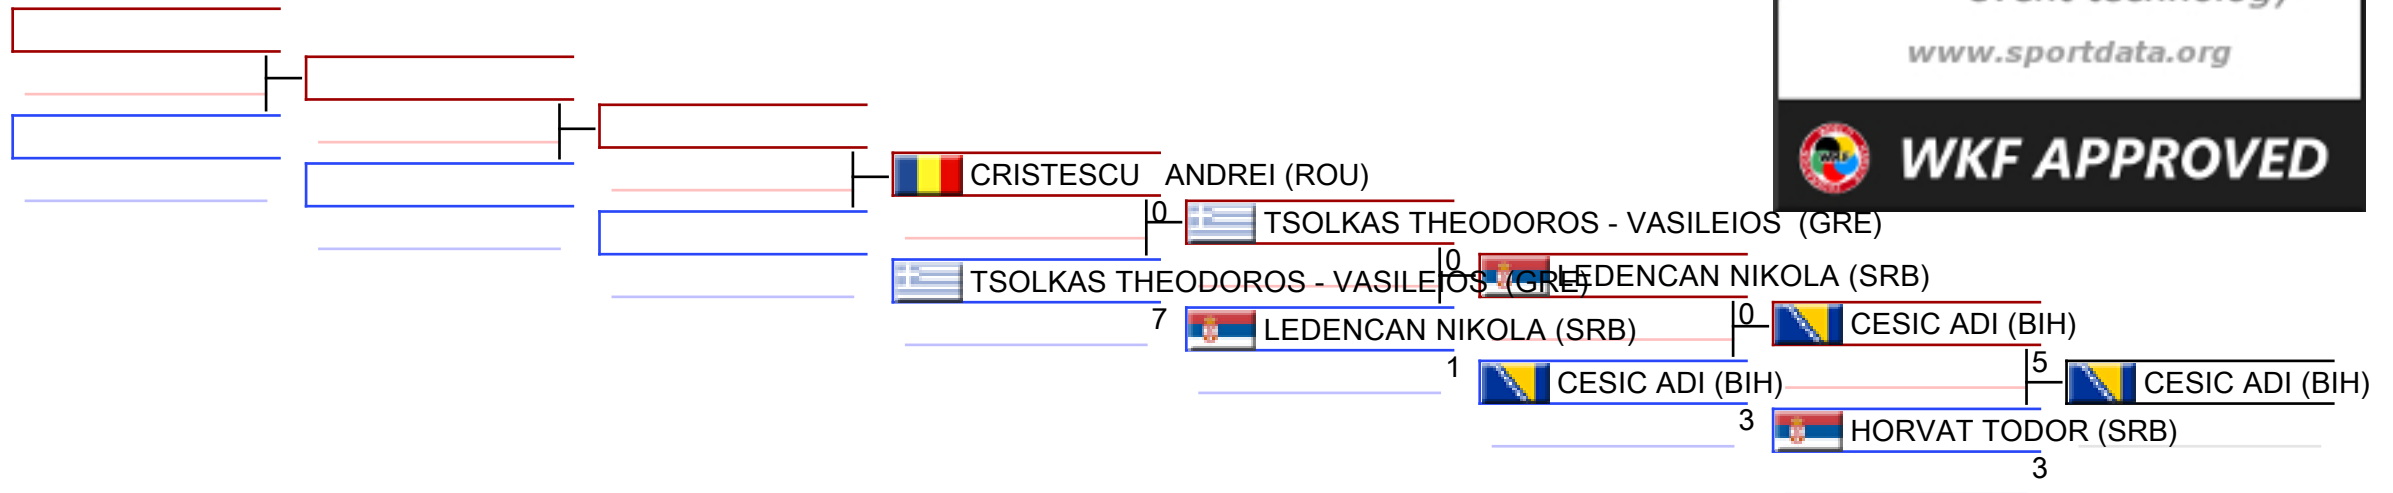 event technology
www.sportdata.org
WKF APPROVED
CRISTESCU ANDREI (ROU)
0
TSOLKAS THEODOROS - VASILEIOS (GRE)
TSOLKAS THEODOROS - VASILEIOS (GRE)
7
0
LEDENCAN NIKOLA (SRB)
LEDENCAN NIKOLA (SRB)
1
0
CESIC ADI (BIH)
CESIC ADI (BIH)
3
5
CESIC ADI (BIH)
HORVAT TODOR (SRB)
3